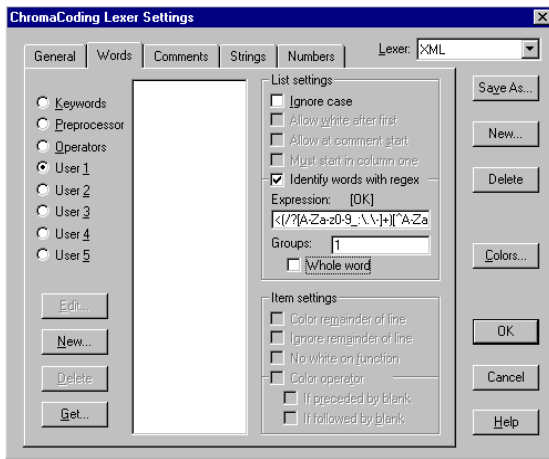 ChromaCoding Lexer Settings
General Words Comments Strings Numbers
Lexer: XML
Keywords
Preprocessor
Operators
User 1
User 2
User 3
User 4
User 5
Edit...
New...
Delete
Get...
List settings
Ignore case
Allow white after first
Allow at comment start
Must start in column one
Identify words with regex
Expression: [OK]
<(/?[A-Za-z0-9_:\.\-]+)[^A-Za
Groups: 1
Whole word
Item settings
Color remainder of line
Ignore remainder of line
No white on function
Color operator
If preceded by blank
If followed by blank
Save As...
New...
Delete
Colors...
OK
Cancel
Help